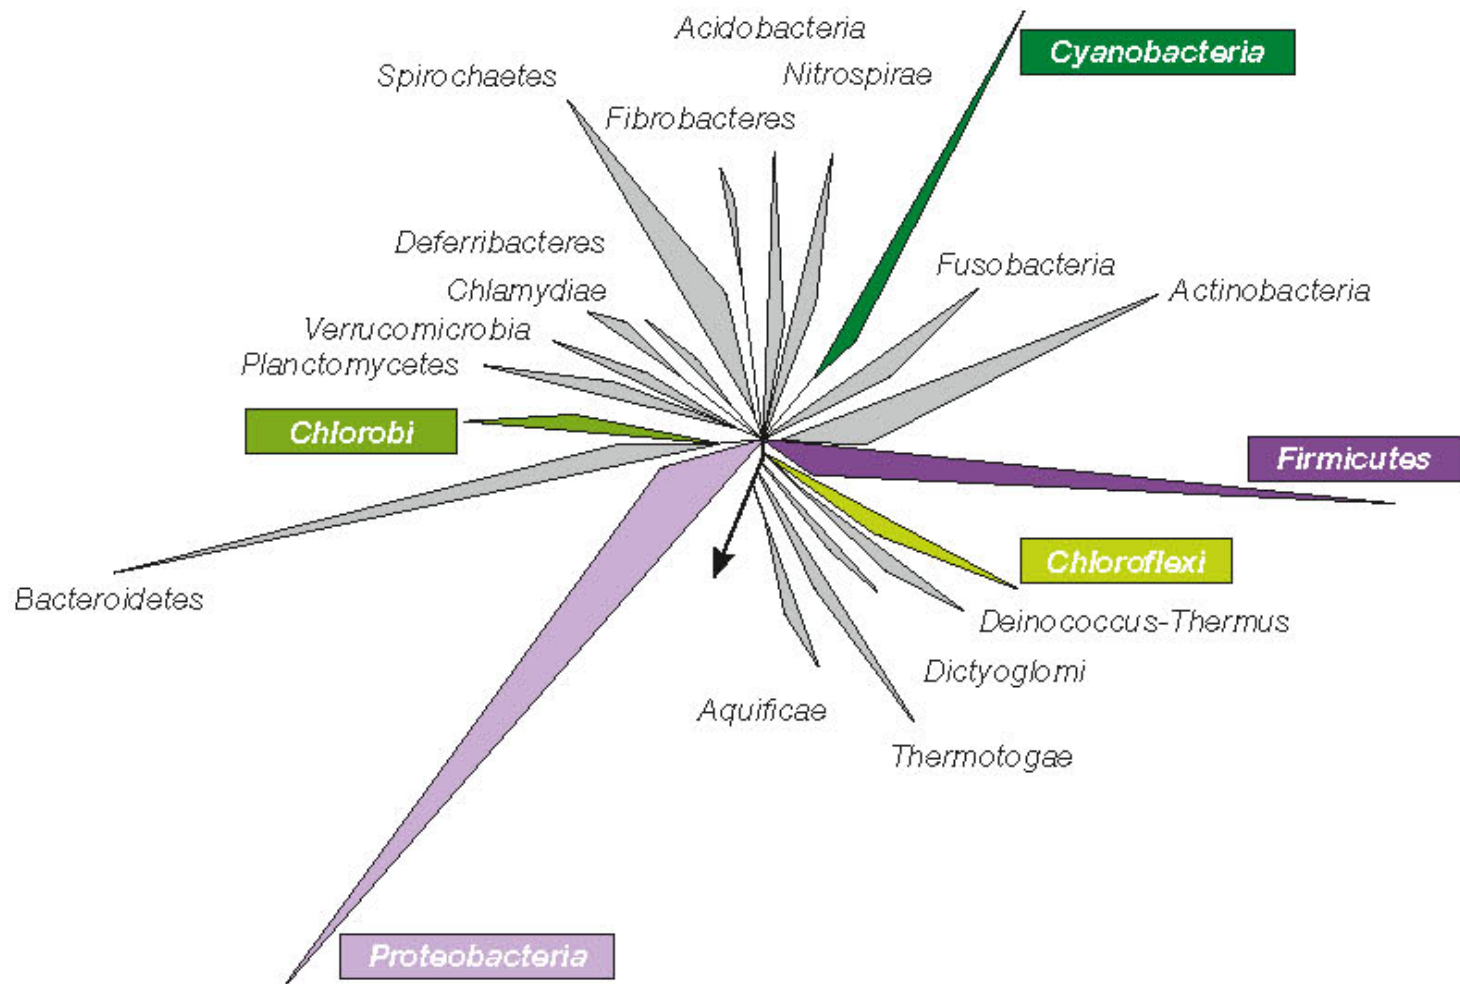 Acidobacteria
Cyanobacteria
Spirochaetes
Nitrospirae
Fibrobacteres
Deferribacteres
Fusobacteria
Chlamydiae
Actinobacteria
Verrucomicrobia
Planctomycetes
Chlorobi
Firmicutes
Chloroflexi
Bacteroidetes
Deinococcus-Thermus
Dictyoglomi
Aquificae
Thermotogae
Proteobacteria